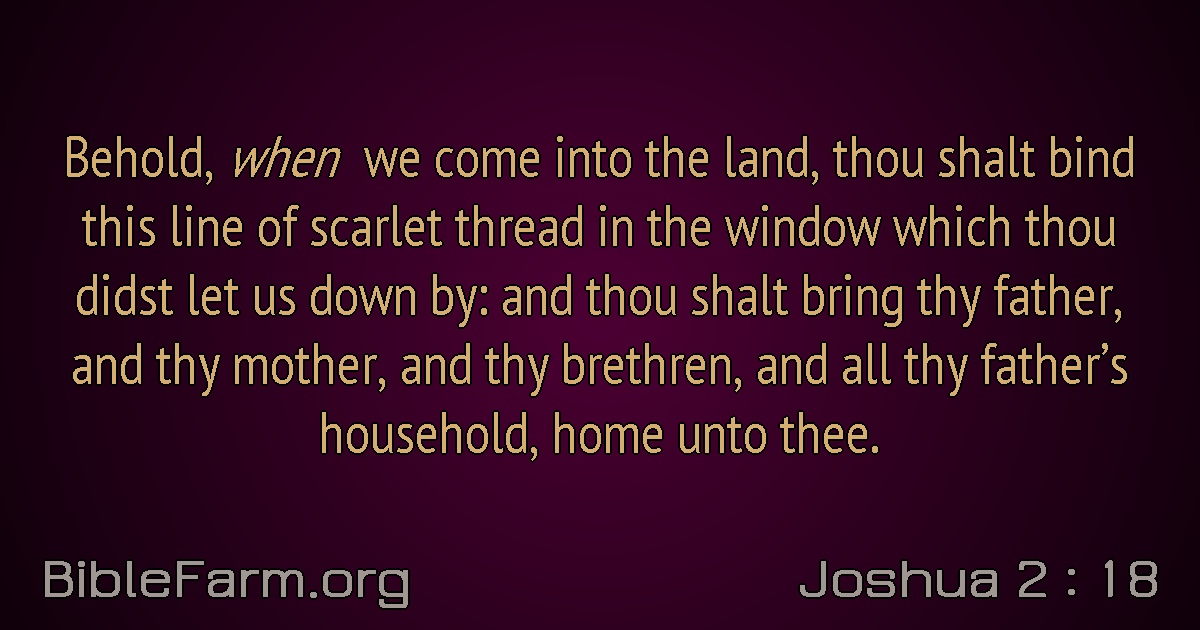 Behold, when we come into the land, thou shalt bind
this line of scarlet thread in the window which thou
didst let us down by: and thou shalt bring thy father,
and thy mother, and thy brethren, and all thy father’s
household, home unto thee.
BibleFarm.org
Joshua 2 : 18